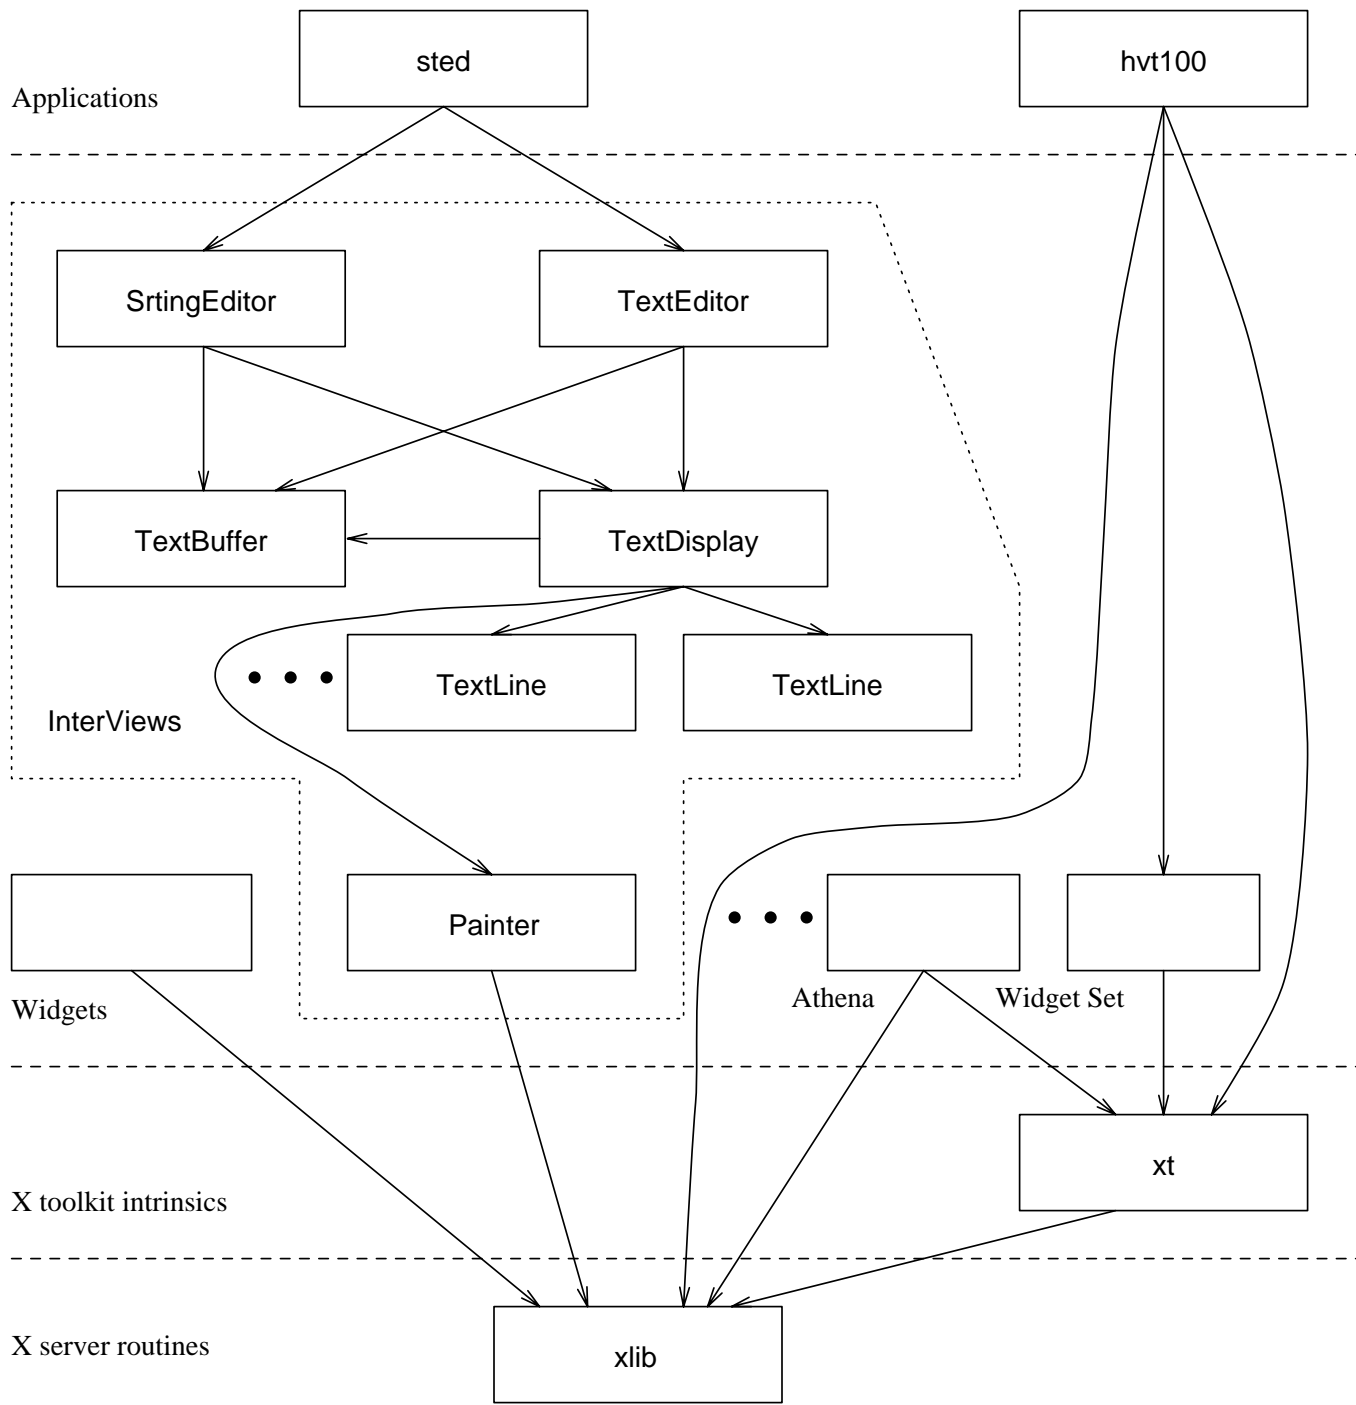 sted
hvt100
Applications
SrtingEditor
TextEditor
TextBuffer
TextDisplay
TextLine
TextLine
InterViews
Painter
Athena
Widget Set
Widgets
xt
X toolkit intrinsics
X server routines
xlib